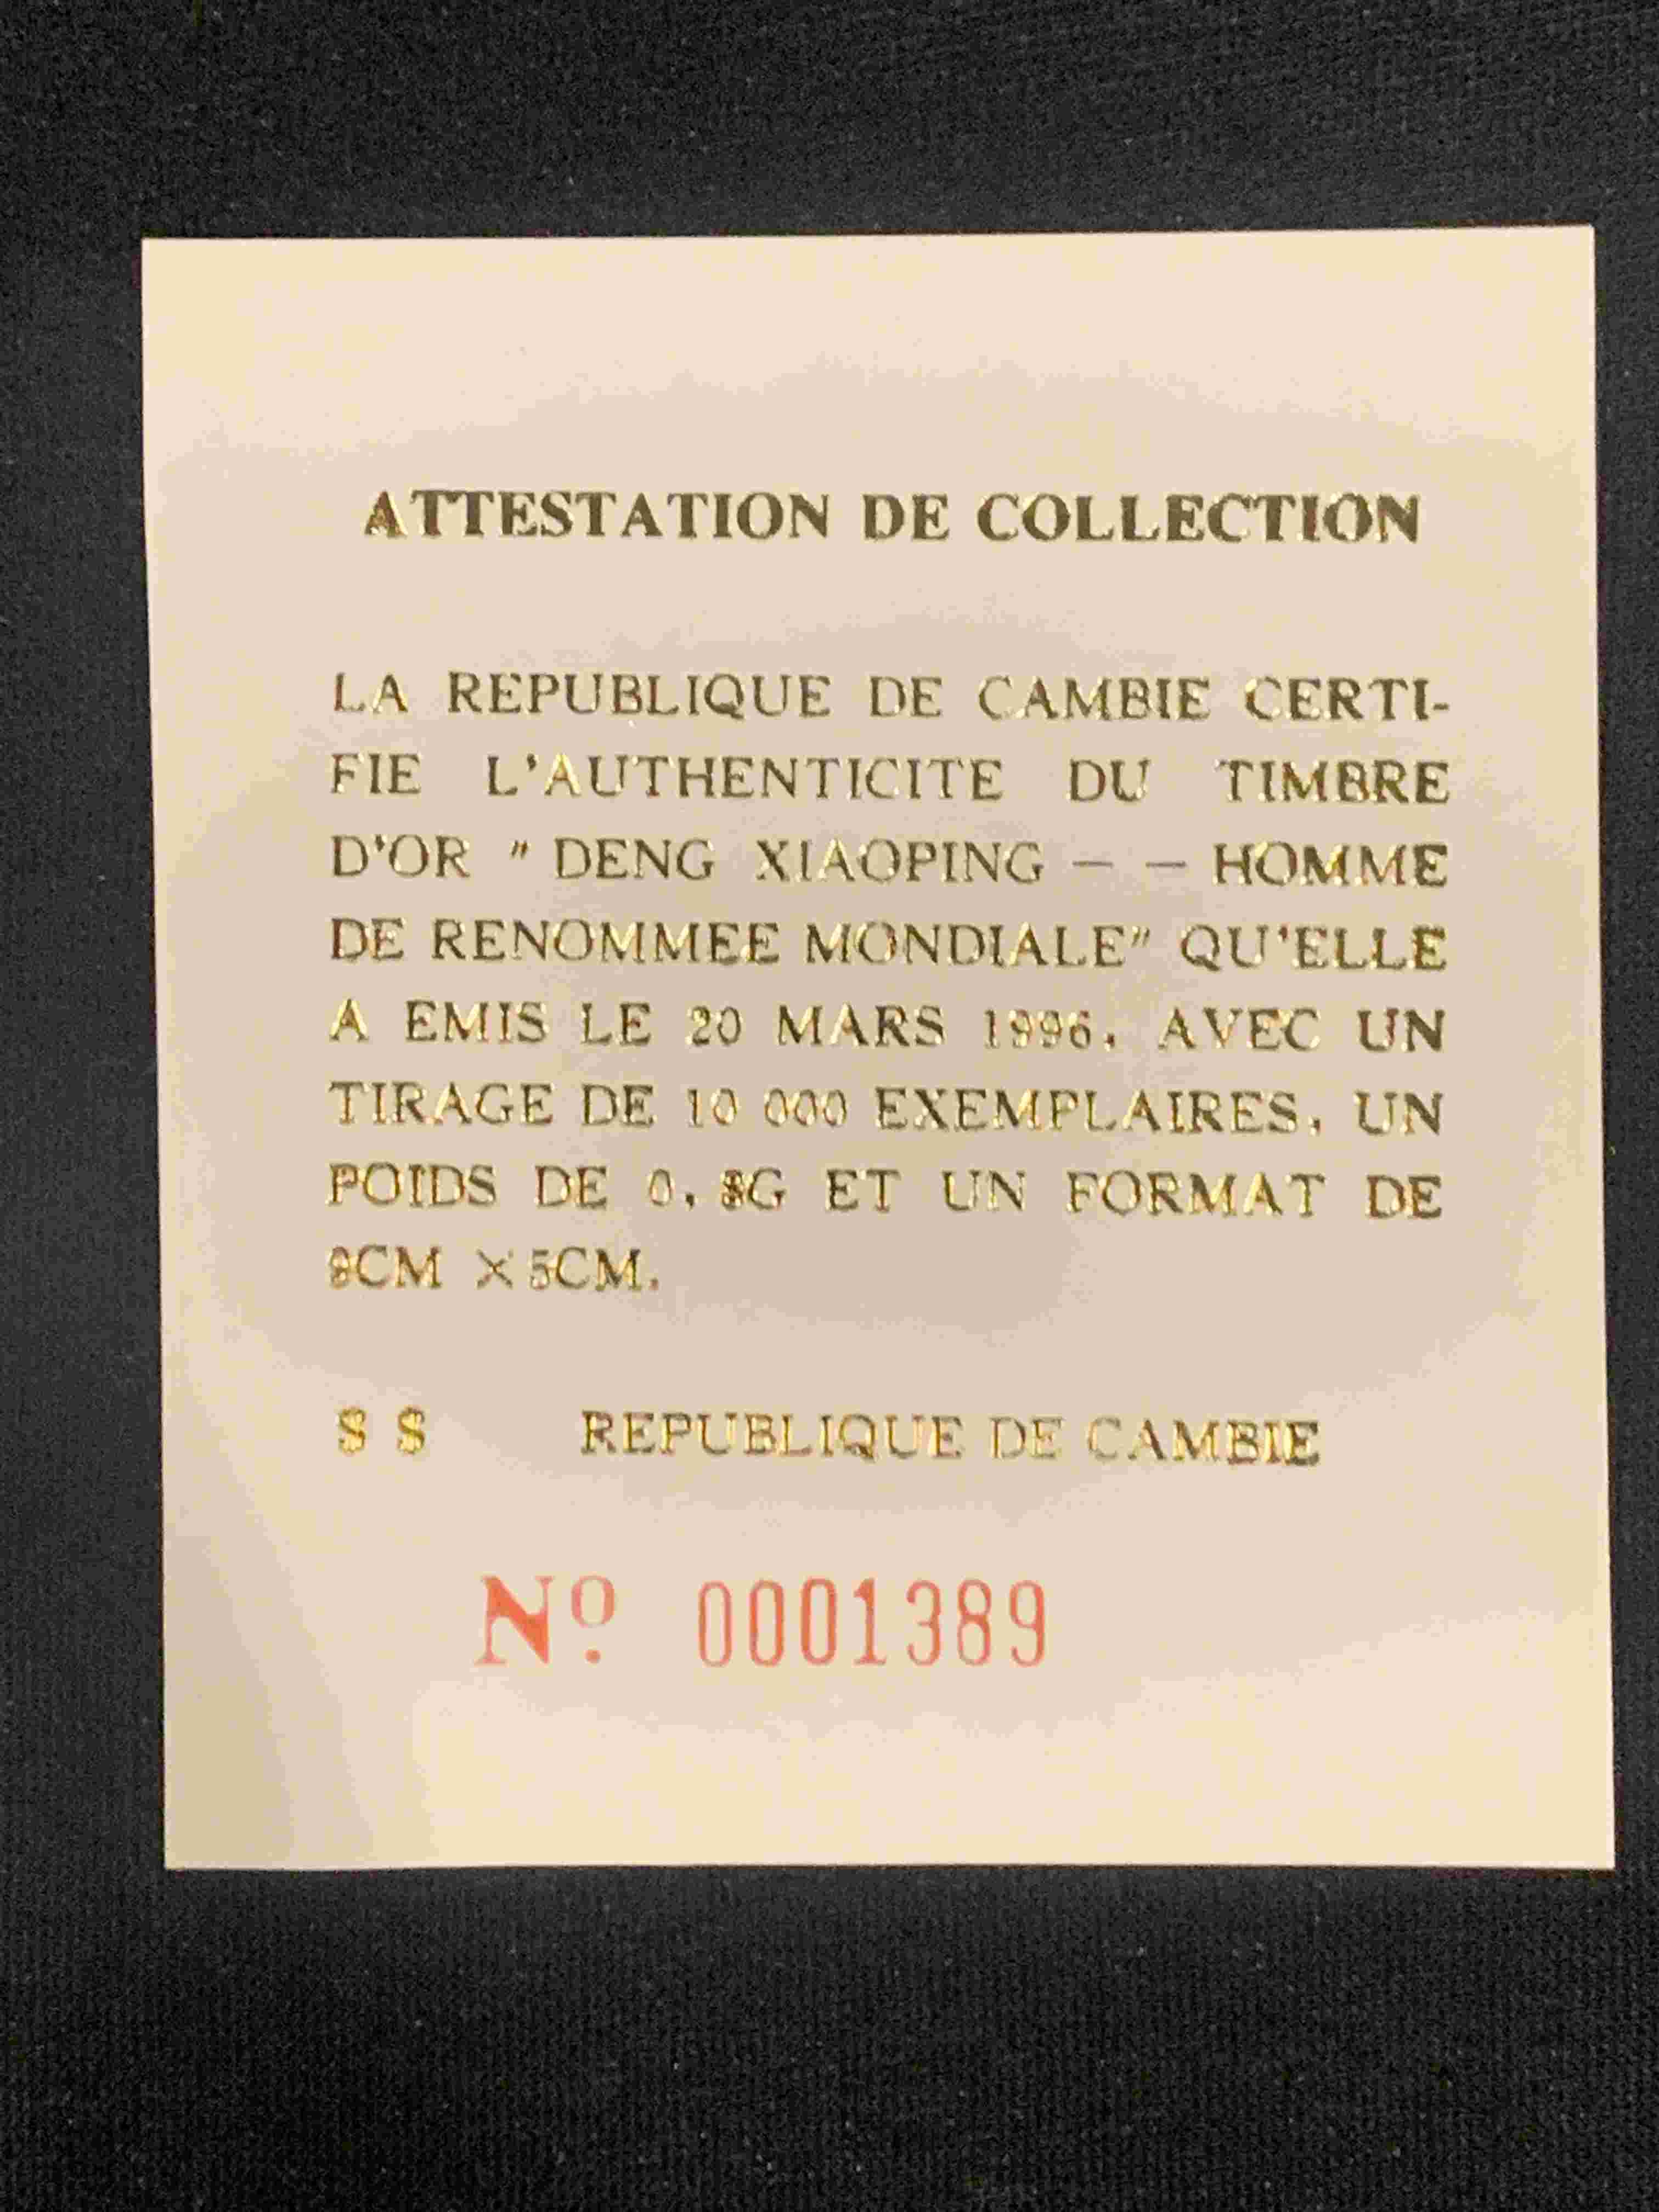 ATTESTATION DE COLLECTION
LA REPUBLIQUE DE CAMBIE CERTI-
FIE L'AUTHENTICITE DU TIMBRE
D'OR " DENG XIAOPING — — HOMME
DE RENOMMEE MONDIALE" QU'ELLE
A EMIS LE 20 MARS 1996, AVEC UN
TIRAGE DE 10 000 EXEMPLAIRES, UN
POIDS DE ET UN FORMAT DE
9CM ×5CM.
S S REPUBLIQUE DE CAMBIE
Nº 0001389